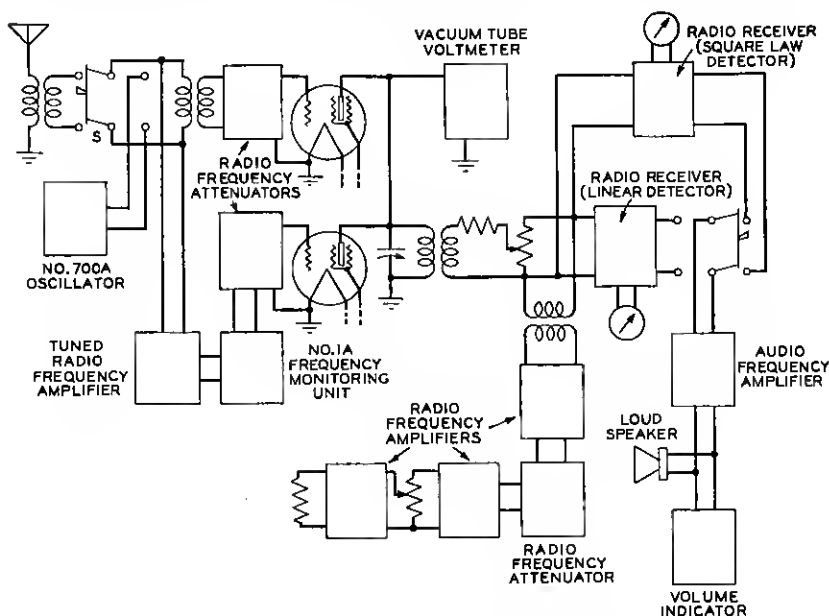 VACUUM TUBE
VOLTMETER
RADIO RECEIVER
(SQUARE LAW
DETECTOR)
S
RADIO
FREQUENCY
ATTENUATORS
RADIO RECEIVER
(LINEAR DETECTOR)
NO. 700A
OSCILLATOR
TUNED
RADIO
FREQUENCY
AMPLIFIER
NO. 1A
FREQUENCY
MONITORING
UNIT
AUDIO
FREQUENCY
AMPLIFIER
RADIO
FREQUENCY
AMPLIFIERS
LOUD
SPEAKER
RADIO
FREQUENCY
ATTENUATOR
VOLUME
INDICATOR